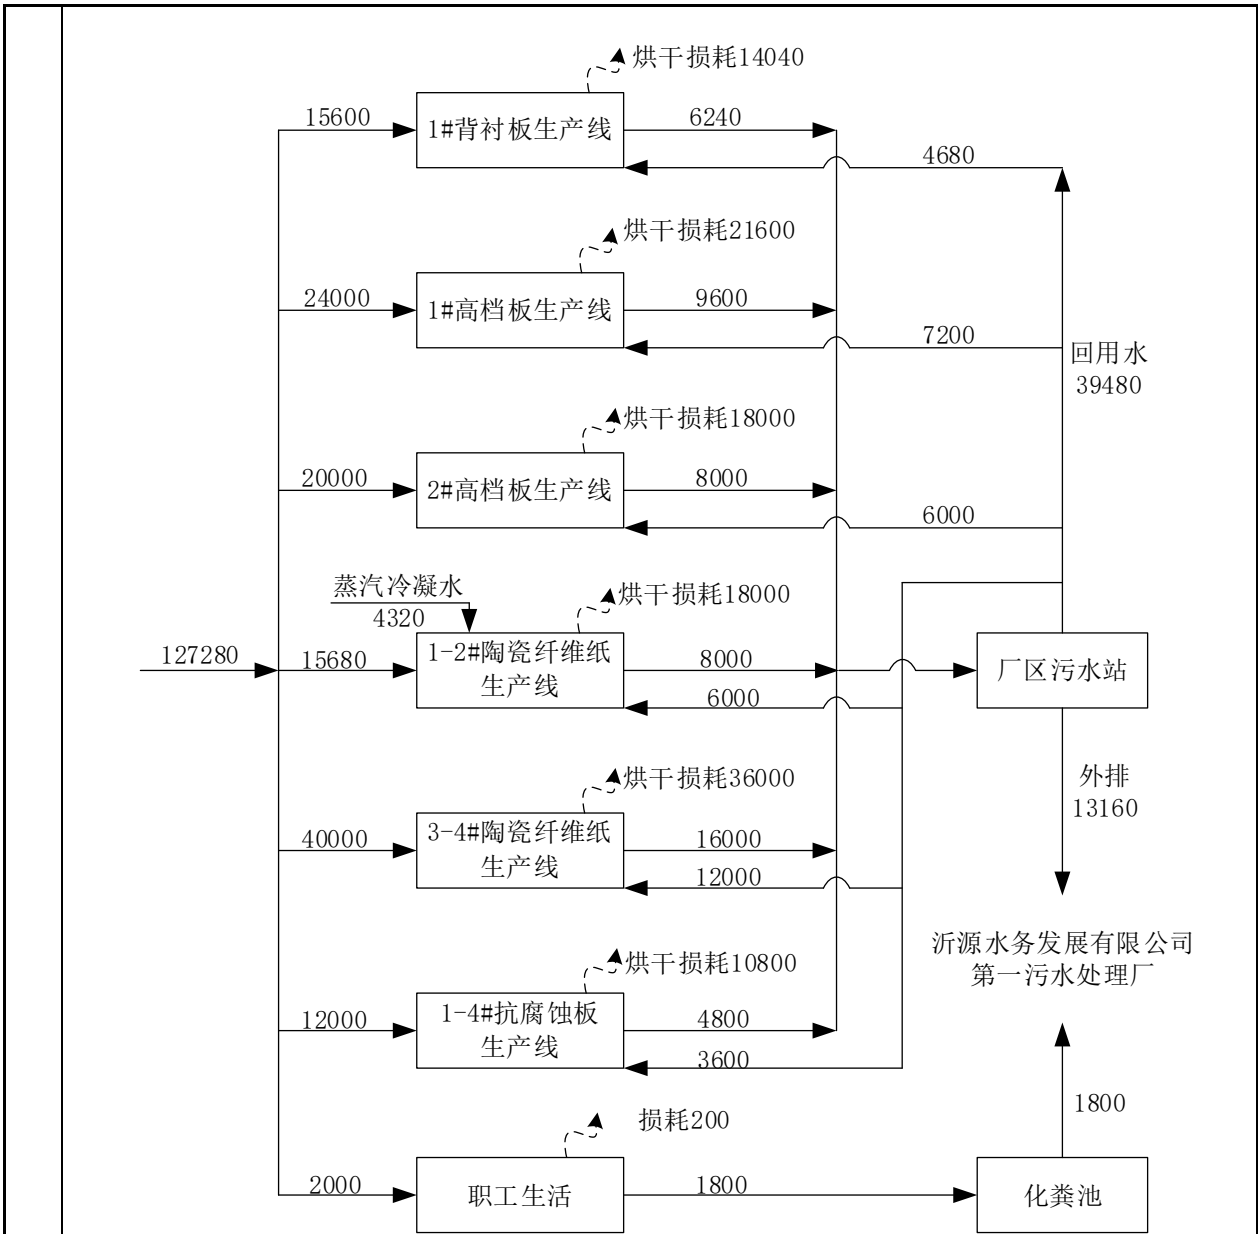 烘干损耗14040
15600
1#背衬板生产线
6240
4680
烘干损耗21600
24000
1#高档板生产线
9600
7200
回用水
39480
烘干损耗18000
20000
2#高档板生产线
8000
6000
蒸汽冷凝水
4320
烘干损耗18000
127280
15680
1-2#陶瓷纤维纸
生产线
8000
6000
厂区污水站
烘干损耗36000
外排
13160
40000
3-4#陶瓷纤维纸
生产线
16000
12000
沂源水务发展有限公司
第一污水处理厂
烘干损耗10800
12000
1-4#抗腐蚀板
生产线
4800
3600
损耗200
1800
2000
职工生活
1800
化粪池